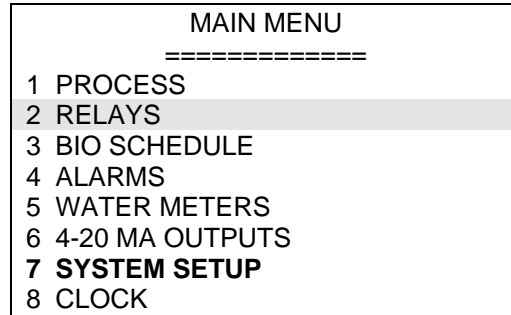 MAIN MENU
=============
1 PROCESS
2 RELAYS
3 BIO SCHEDULE
4 ALARMS
5 WATER METERS
6 4-20 MA OUTPUTS
7 SYSTEM SETUP
8 CLOCK